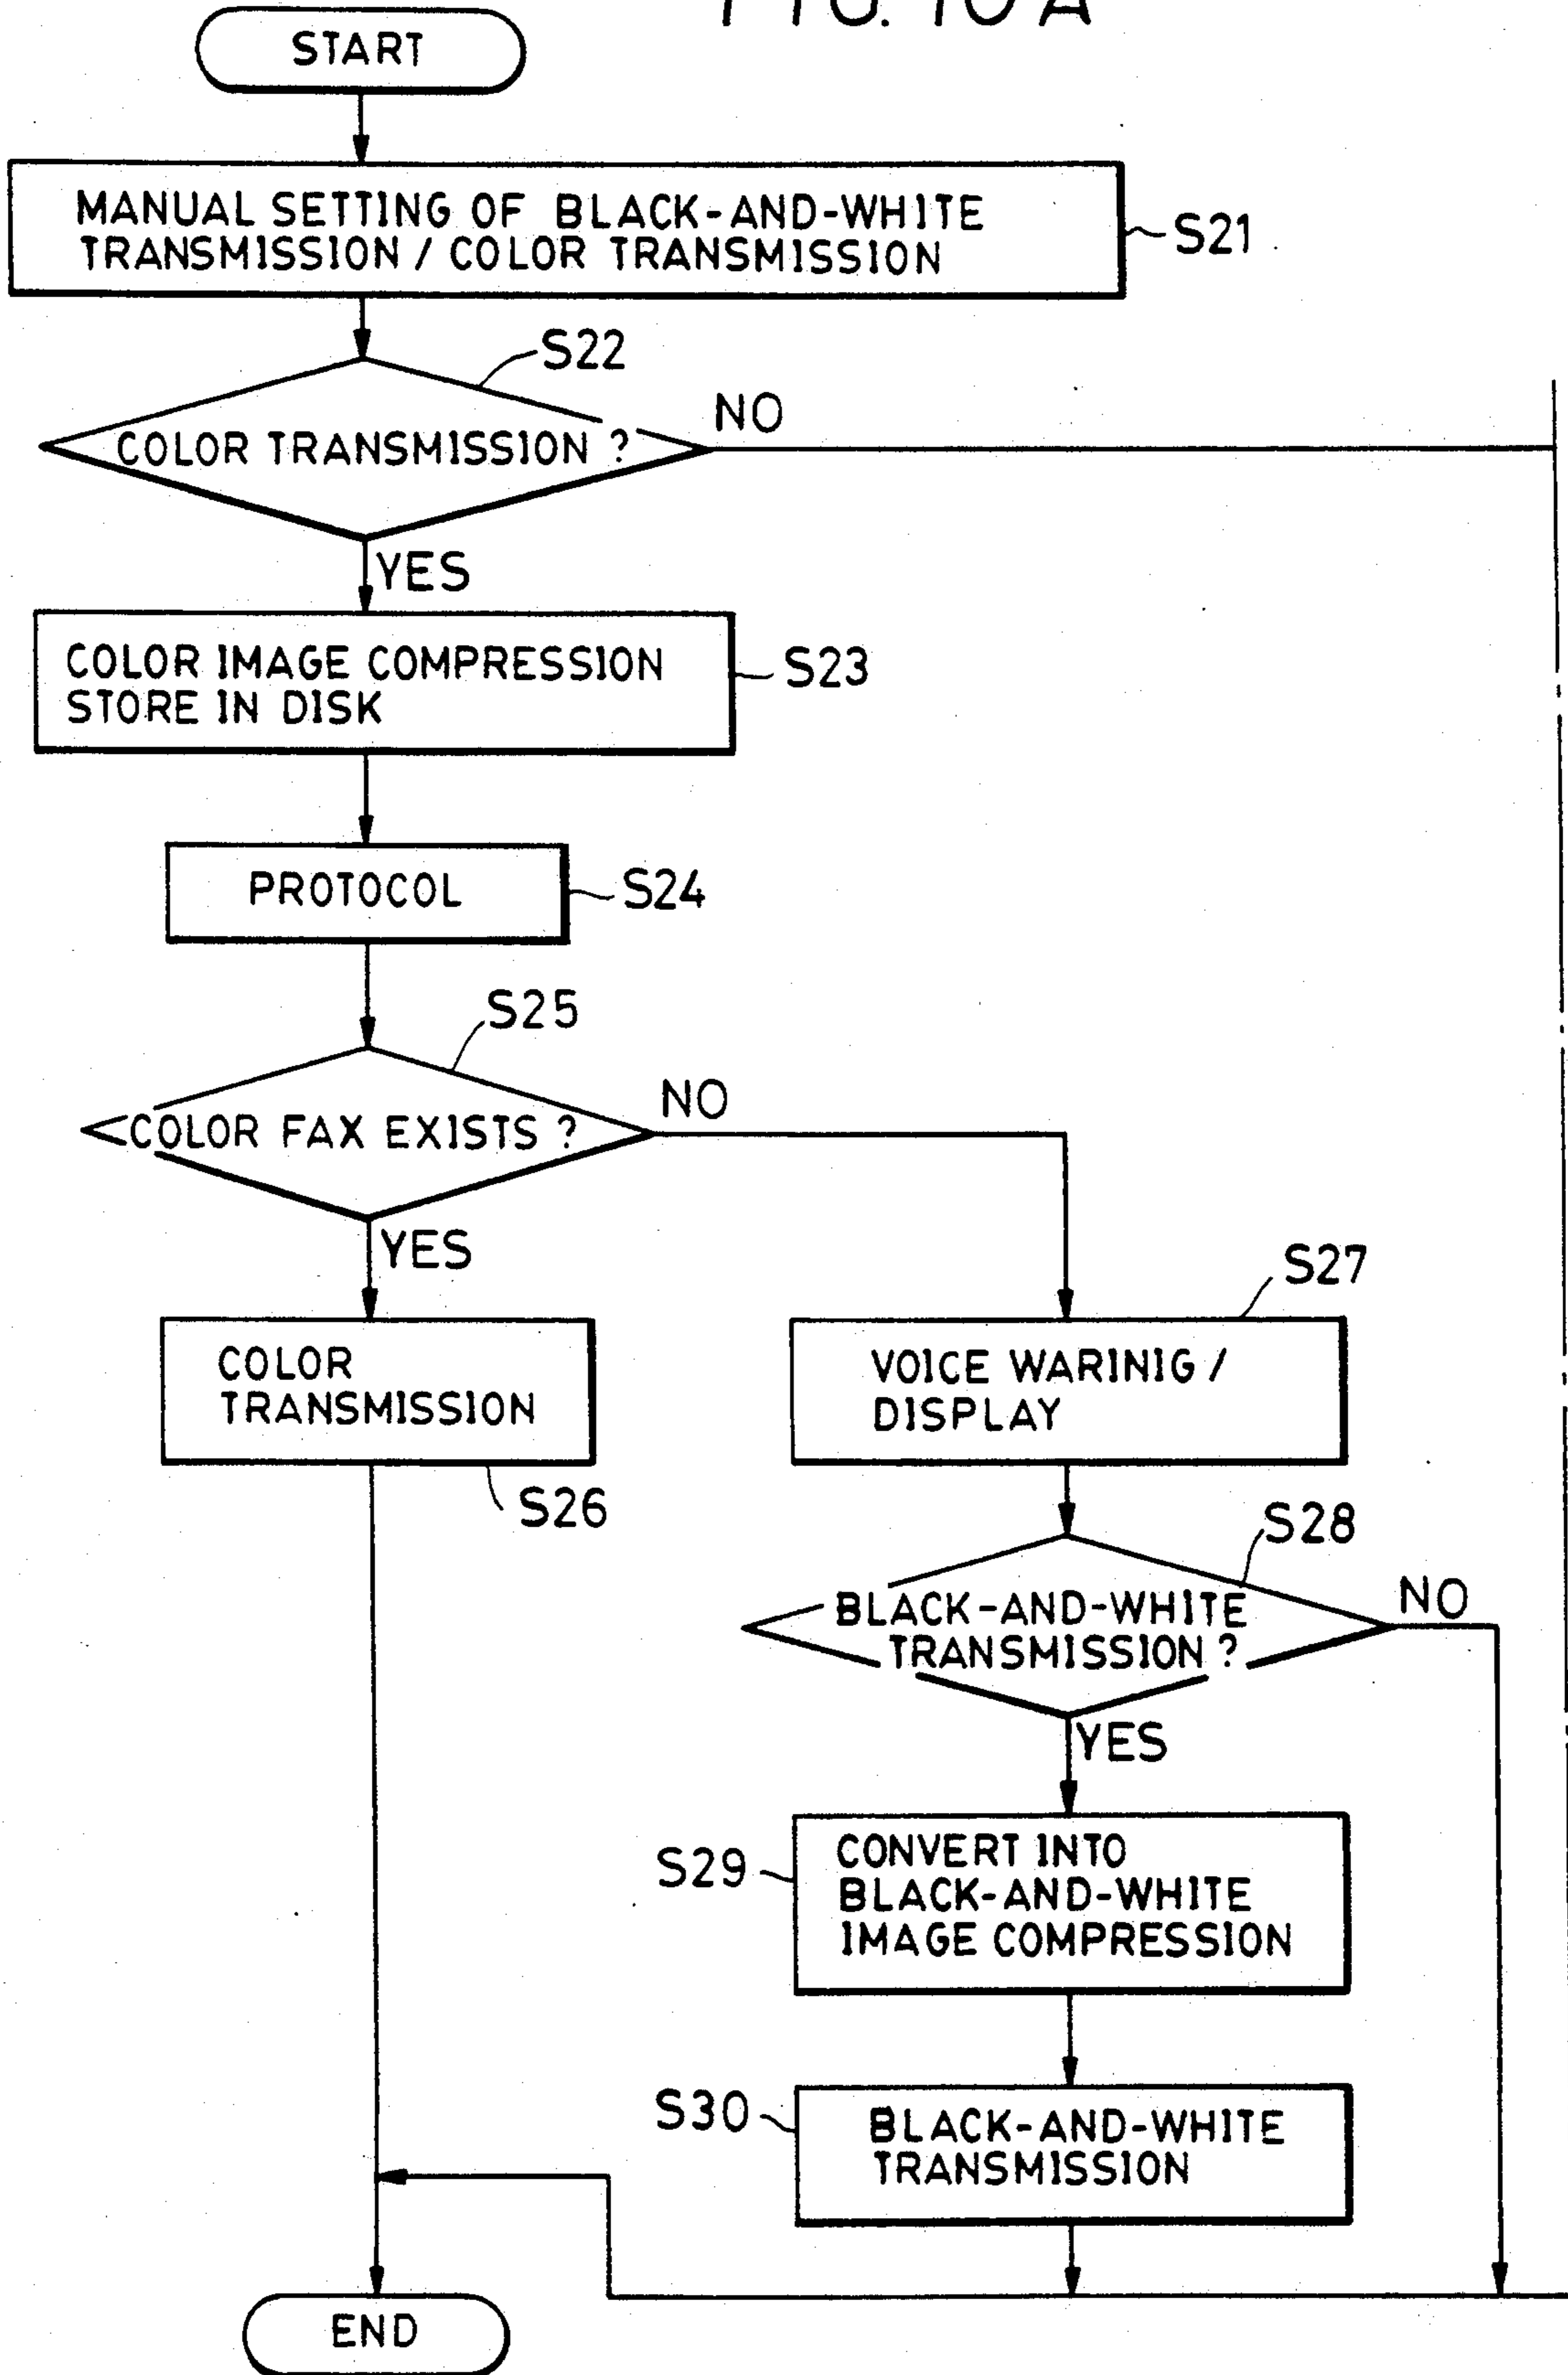 FIG. 10A
START
MANUAL SETTING OF BLACK-AND-WHITE
TRANSMISSION / COLOR TRANSMISSION
S21
S22
COLOR TRANSMISSION ?
NO
YES
COLOR IMAGE COMPRESSION
STORE IN DISK
S23
PROTOCOL
S24
S25
COLOR FAX EXISTS ?
NO
YES
COLOR
TRANSMISSION
S26
S27
VOICE WARINIG /
DISPLAY
S28
BLACK-AND-WHITE
TRANSMISSION ?
NO
YES
S29
CONVERT INTO
BLACK-AND-WHITE
IMAGE COMPRESSION
S30
BLACK-AND-WHITE
TRANSMISSION
END